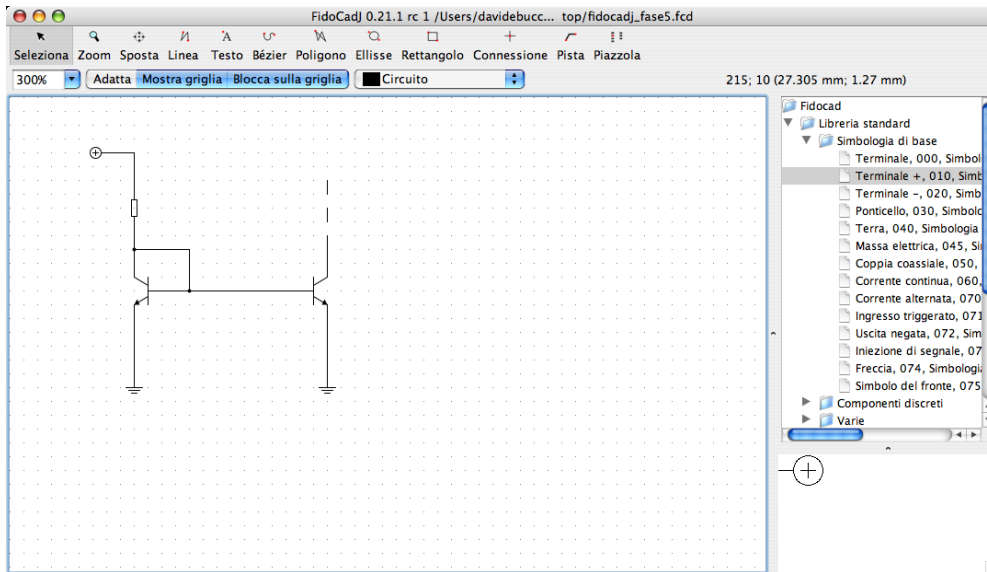 FidoCadJ 0.21.1 rc 1 /Users/davidebucc... top/fidocadj_fase5.fcd
Seleziona Zoom Sposta Linea Testo Bézier Poligono Ellisse Rettangolo Connessione Pista Piazzola
300% Adatta Mostra griglia Blocca sulla griglia Circuito 215; 10 (27.305 mm; 1.27 mm)
Fidocad
Libreria standard
Simbologia di base
Terminale, 000, Simbol
Terminale +, 010, Simb
Terminale -, 020, Simb
Ponticello, 030, Simbolo
Terra, 040, Simbologia
Massa elettrica, 045, Si
Coppia coassiale, 050,
Corrente continua, 060,
Corrente alternata, 070
Ingresso triggerato, 071
Uscita negata, 072, Sim
Iniezione di segnale, 07
Freccia, 074, Simbologi
Simbolo del fronte, 075
Componenti discreti
Varie